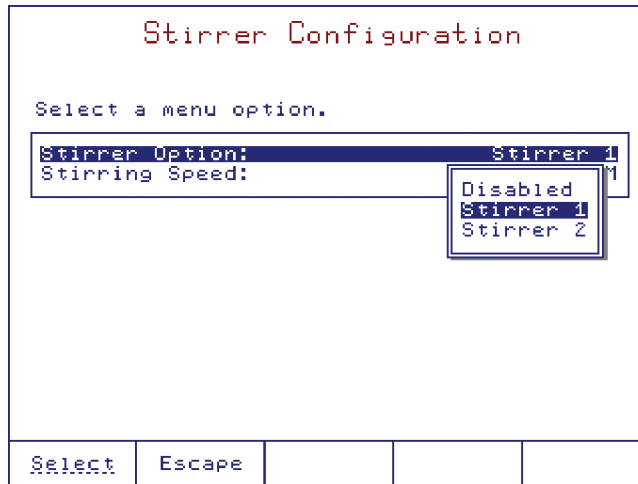 Stirrer Configuration
Select a menu option.
Stirrer Option: Stirrer 1
Stirring Speed:
Disabled
Stirrer 1
Stirrer 2
Select Escape